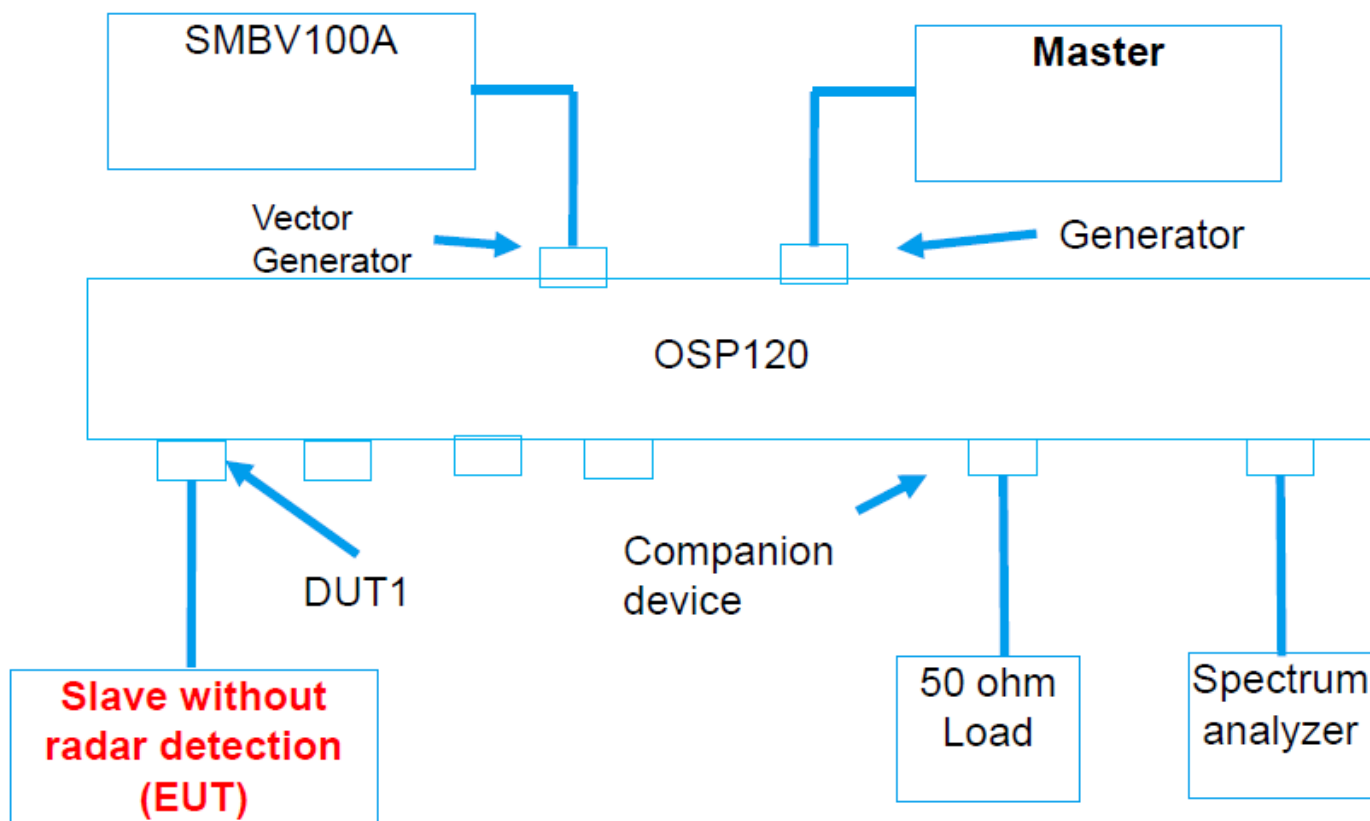 SMBV100A
Master
Vector
Generator
Generator
OSP120
DUT1
Companion
device
Slave without
radar detection
(EUT)
50 ohm
Load
Spectrum
analyzer